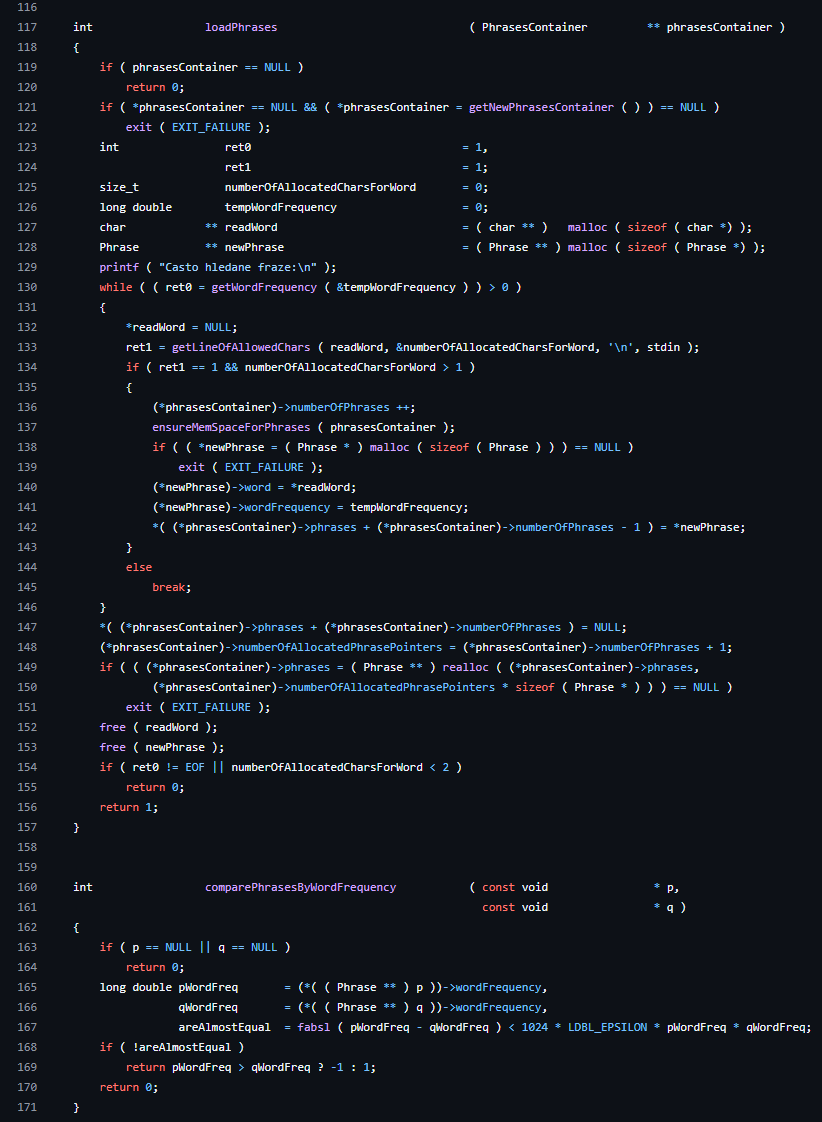 116
117 int loadPhrases ( PhrasesContainer ** phrasesContainer )
118 {
119 if ( phrasesContainer == NULL )
120 return 0;
121 if ( *phrasesContainer == NULL && ( *phrasesContainer = getNewPhrasesContainer ( ) ) == NULL )
122 exit ( EXIT_FAILURE );
123 int ret0 = 1,
124 ret1 = 1;
125 size_t numberOfAllocatedCharsForWord = 0;
126 long double tempWordFrequency = 0;
127 char ** readWord = ( char ** ) malloc ( sizeof ( char *) );
128 Phrase ** newPhrase = ( Phrase ** ) malloc ( sizeof ( Phrase *) );
129 printf ( "Casto hledane fraze:\n" );
130 while ( ( ret0 = getWordFrequency ( &tempWordFrequency ) ) > 0 )
131 {
132 *readWord = NULL;
133 ret1 = getLineOfAllowedChars ( readWord, &numberOfAllocatedCharsForWord, '\n', stdin );
134 if ( ret1 == 1 && numberOfAllocatedCharsForWord > 1 )
135 {
136 (*phrasesContainer)->numberOfPhrases ++;
137 ensureMemSpaceForPhrases ( phrasesContainer );
138 if ( ( *newPhrase = ( Phrase * ) malloc ( sizeof ( Phrase ) ) ) == NULL )
139 exit ( EXIT_FAILURE );
140 (*newPhrase)->word = *readWord;
141 (*newPhrase)->wordFrequency = tempWordFrequency;
142 *( (*phrasesContainer)->phrases + (*phrasesContainer)->numberOfPhrases - 1 ) = *newPhrase;
143 }
144 else
145 break;
146 }
147 *( (*phrasesContainer)->phrases + (*phrasesContainer)->numberOfPhrases ) = NULL;
148 (*phrasesContainer)->numberOfAllocatedPhrasePointers = (*phrasesContainer)->numberOfPhrases + 1;
149 if ( ( (*phrasesContainer)->phrases = ( Phrase ** ) realloc ( (*phrasesContainer)->phrases,
150 (*phrasesContainer)->numberOfAllocatedPhrasePointers * sizeof ( Phrase * ) ) ) == NULL )
151 exit ( EXIT_FAILURE );
152 free ( readWord );
153 free ( newPhrase );
154 if ( ret0 != EOF || numberOfAllocatedCharsForWord < 2 )
155 return 0;
156 return 1;
157 }
158
159
160 int comparePhrasesByWordFrequency ( const void * p,
161 const void * q )
162 {
163 if ( p == NULL || q == NULL )
164 return 0;
165 long double pWordFreq = (*( ( Phrase ** ) p ))->wordFrequency,
166 qWordFreq = (*( ( Phrase ** ) q ))->wordFrequency,
167 areAlmostEqual = fabsl ( pWordFreq - qWordFreq ) < 1024 * LDBL_EPSILON * pWordFreq * qWordFreq;
168 if ( !areAlmostEqual )
169 return pWordFreq > qWordFreq ? -1 : 1;
170 return 0;
171 }